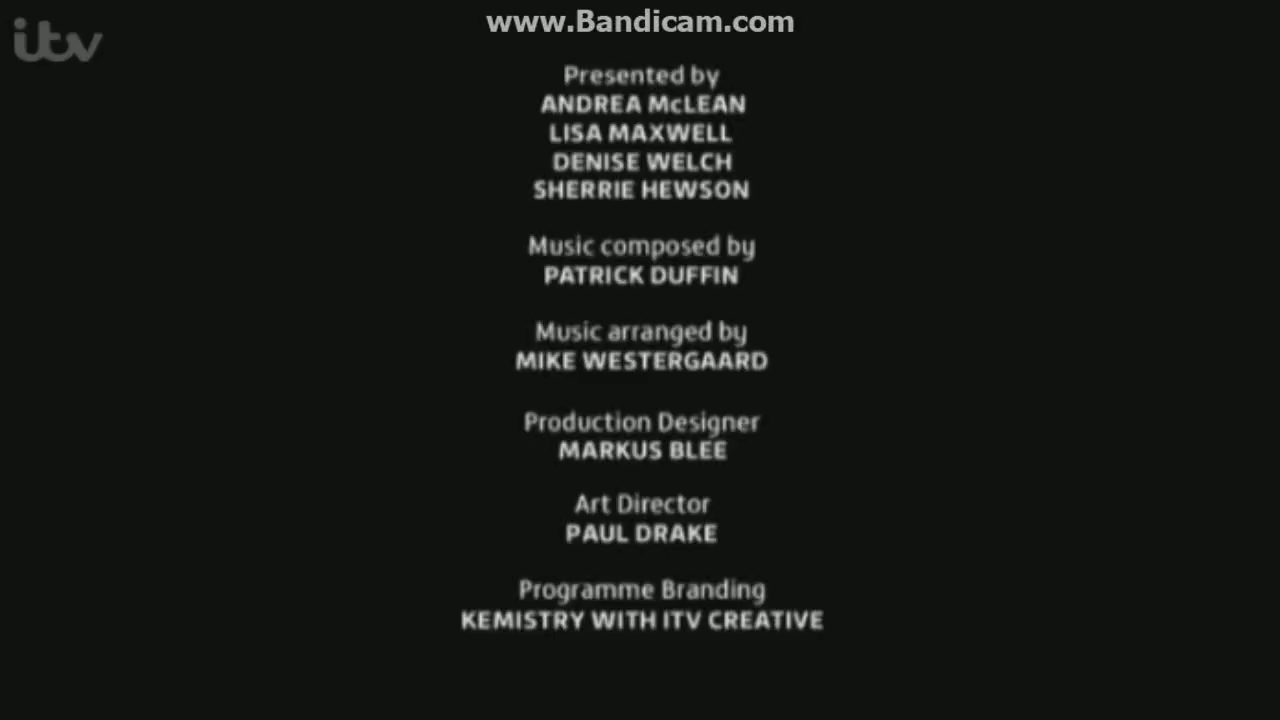 www.Bandicam.com
itv
Presented by
ANDREA McLEAN
LISA MAXWELL
DENISE WELCH
SHERRIE HEWSON
Music composed by
PATRICK DUFFIN
Music arranged by
MIKE WESTERGAARD
Production Designer
MARKUS BLEE
Art Director
PAUL DRAKE
Programme Branding
KEMISTRY WITH ITV CREATIVE